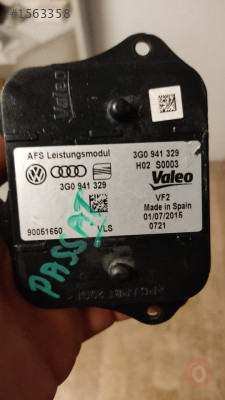 #1563358
Valeo
AFS Leistungsmodul
3G0 941 329
H02 S0003
3G0 941 329
Valeo
VF2
Made in Spain
01/07/2015
0721
90051650
VLS
PASSAT